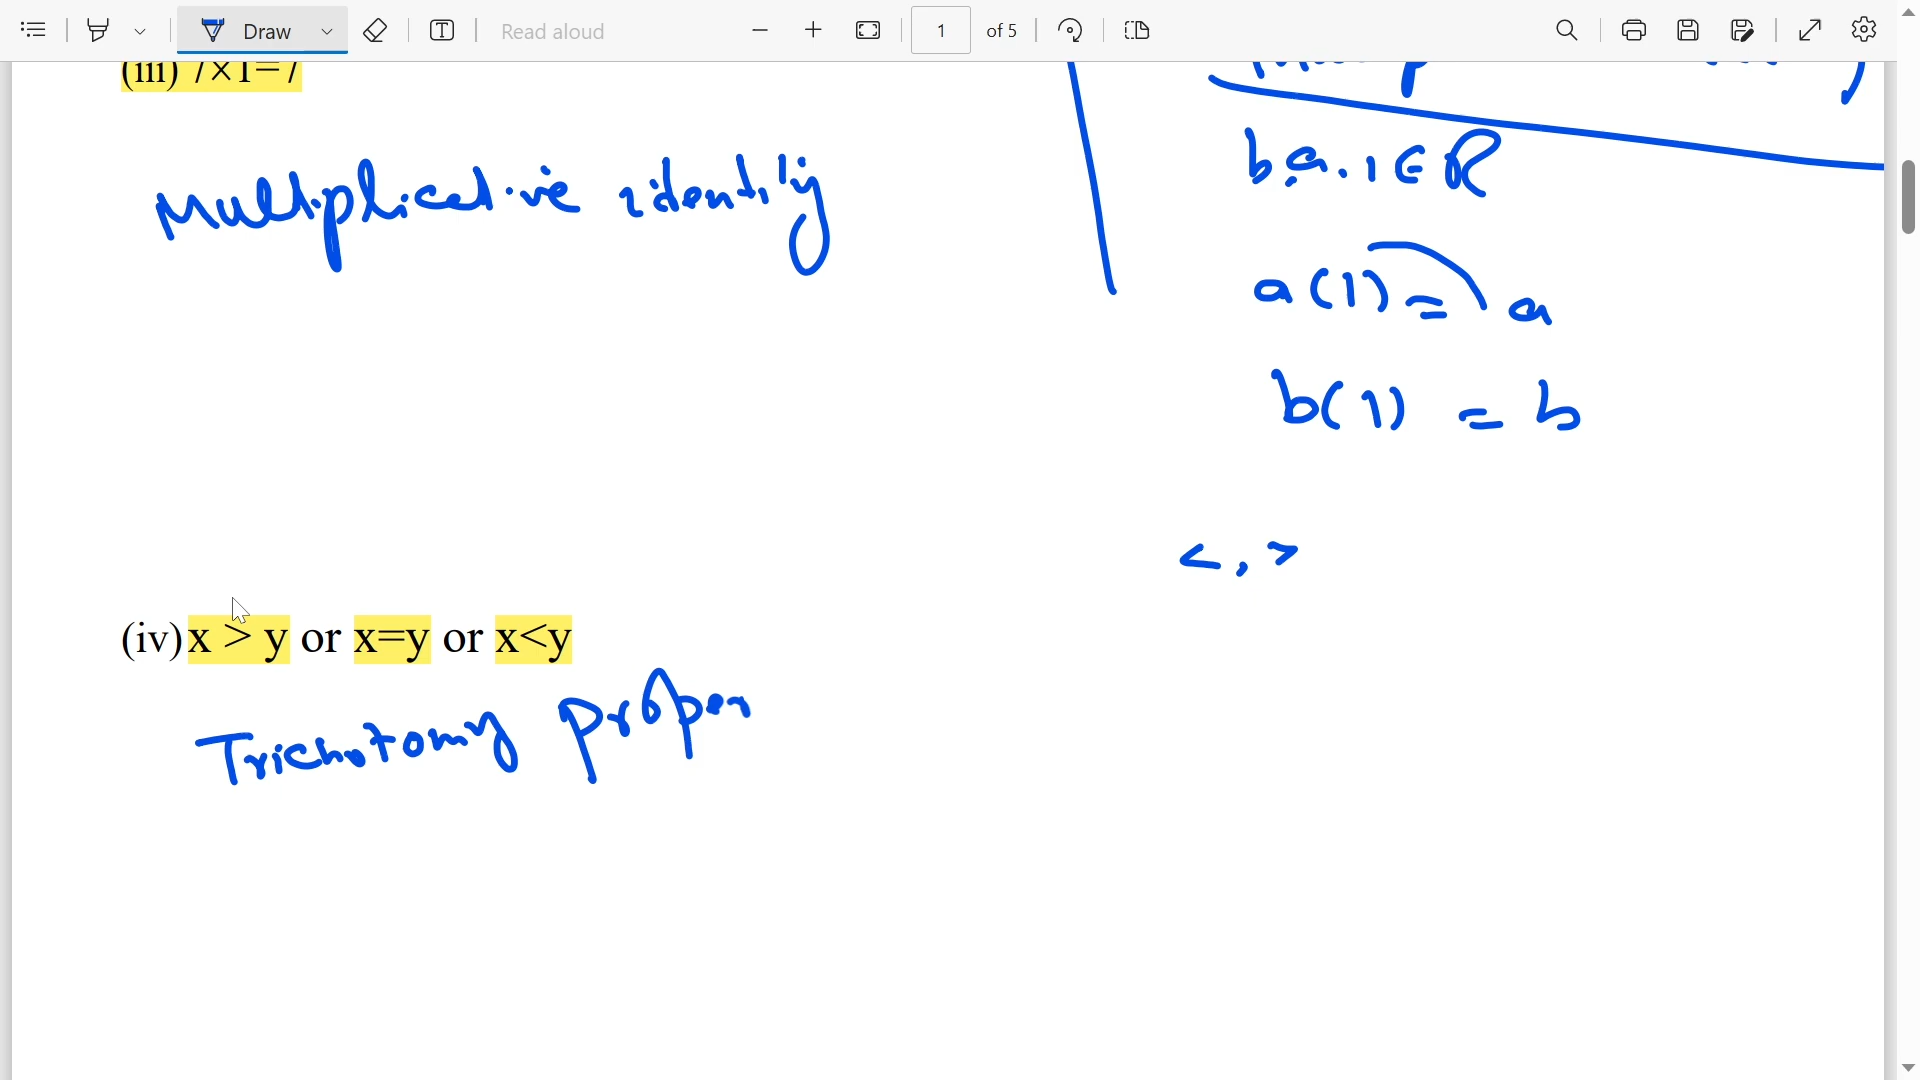 Draw
Read aloud
1 of 5
(iii) 7×1=7
Multiplicative identity
b, a, 1 ∈ R
a(1) = a
b(1) = b
<, >
(iv) x > y or x=y or x<y
Trichotomy proper